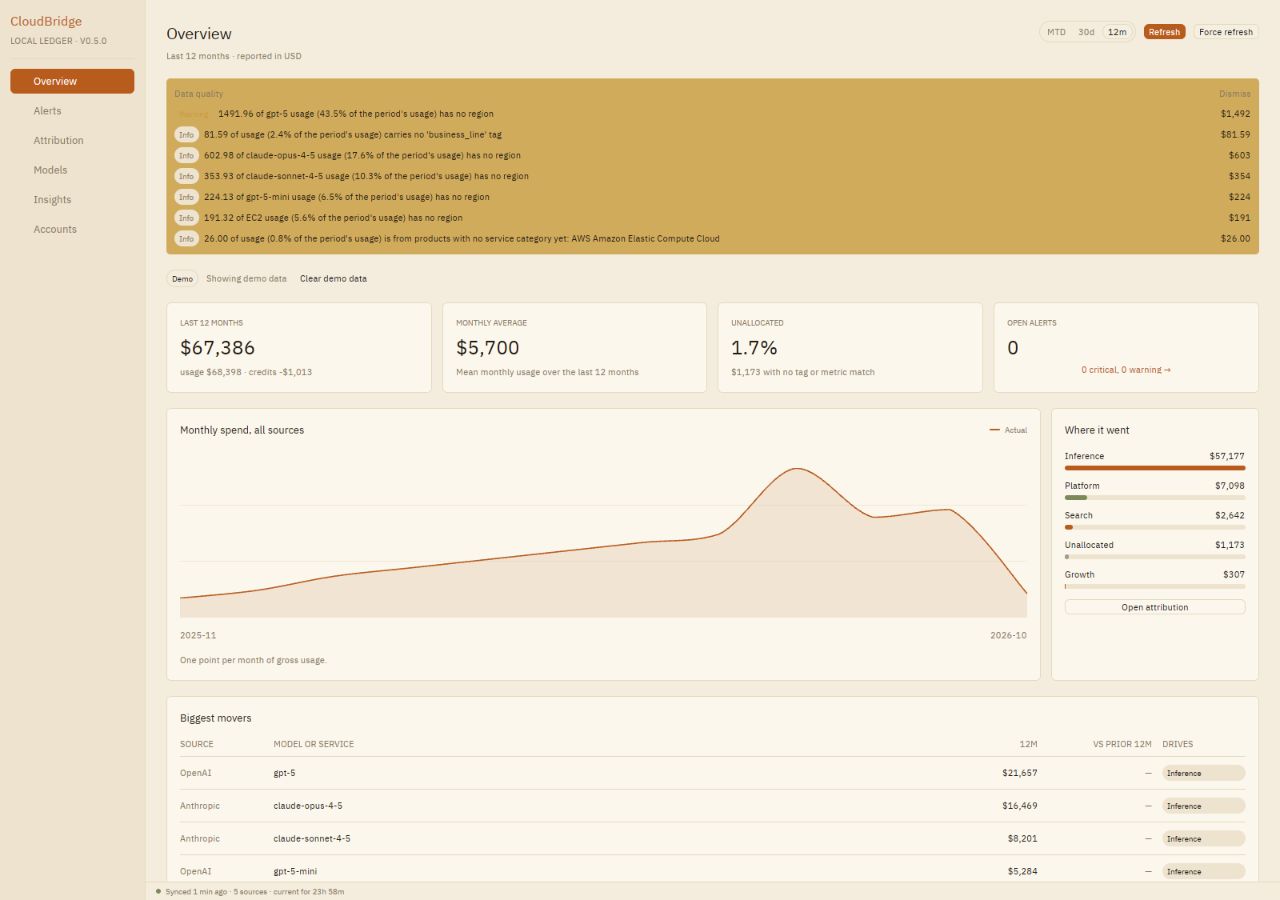 CloudBridge
LOCAL LEDGER · V0.5.0
Overview
Alerts
Attribution
Models
Insights
Accounts
Overview
Last 12 months · reported in USD
MTD 30d 12m Refresh Force refresh
Data quality Dismiss
Warning 1491.96 of gpt-5 usage (43.5% of the period's usage) has no region $1,492
Info 81.59 of usage (2.4% of the period's usage) carries no 'business_line' tag $81.59
Info 602.98 of claude-opus-4-5 usage (17.6% of the period's usage) has no region $603
Info 353.93 of claude-sonnet-4-5 usage (10.3% of the period's usage) has no region $354
Info 224.13 of gpt-5-mini usage (6.5% of the period's usage) has no region $224
Info 191.32 of EC2 usage (5.6% of the period's usage) has no region $191
Info 26.00 of usage (0.8% of the period's usage) is from products with no service category yet: AWS Amazon Elastic Compute Cloud $26.00
Demo Showing demo data Clear demo data
LAST 12 MONTHS
$67,386
usage $68,398 · credits -$1,013
MONTHLY AVERAGE
$5,700
Mean monthly usage over the last 12 months
UNALLOCATED
1.7%
$1,173 with no tag or metric match
OPEN ALERTS
0
0 critical, 0 warning →
Monthly spend, all sources Actual
2025-11 2026-10
One point per month of gross usage.
Where it went
Inference $57,177
Platform $7,098
Search $2,642
Unallocated $1,173
Growth $307
Open attribution
Biggest movers
SOURCE MODEL OR SERVICE 12M VS PRIOR 12M DRIVES
OpenAI gpt-5 $21,657 — Inference
Anthropic claude-opus-4-5 $16,469 — Inference
Anthropic claude-sonnet-4-5 $8,201 — Inference
OpenAI gpt-5-mini $5,284 — Inference
Synced 1 min ago · 5 sources · current for 23h 58m